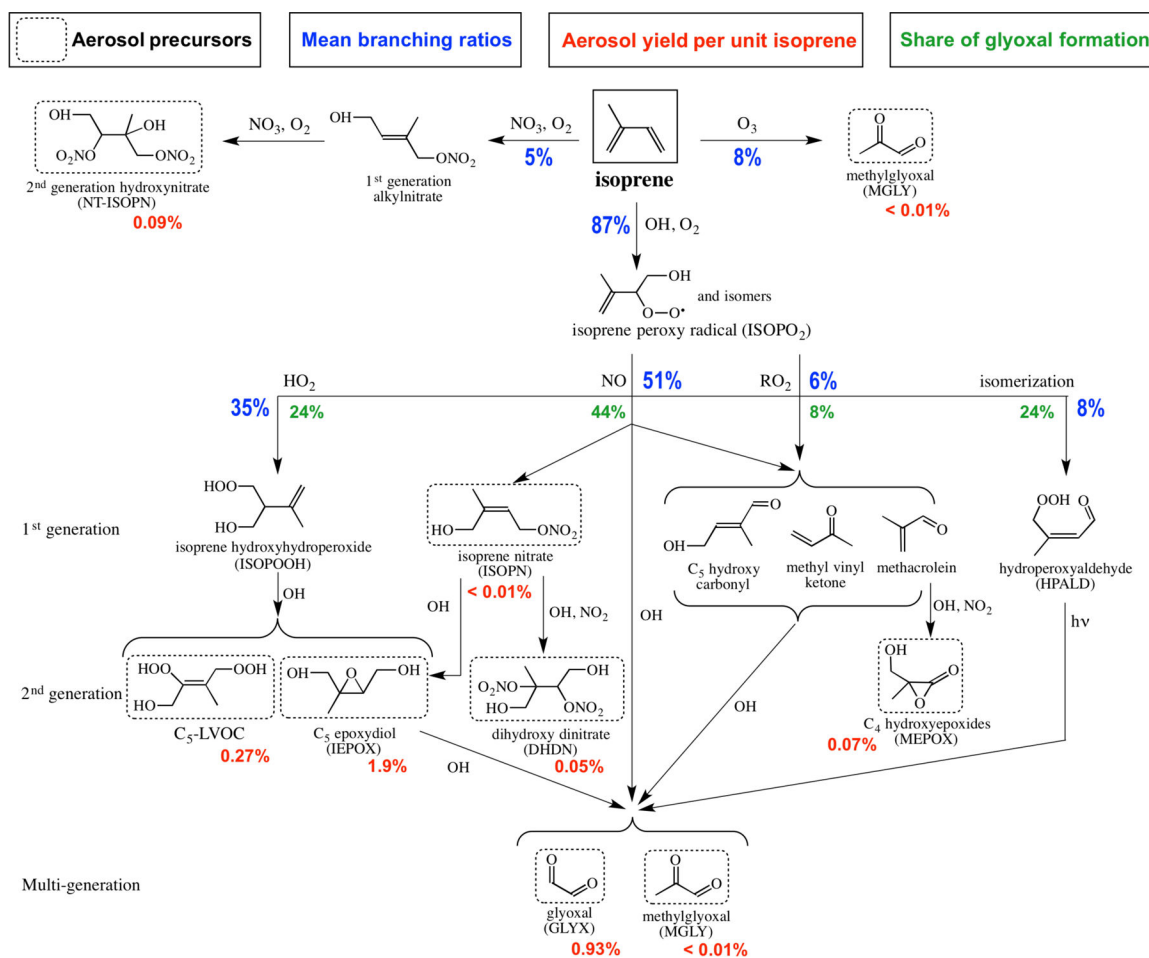 Aerosol precursors
Mean branching ratios
Aerosol yield per unit isoprene
Share of glyoxal formation
OH
OH
O₂NO
ONO₂
2nd generation hydroxynitrate
(NT-ISOPN)
0.09%
NO₃, O₂
HO
ONO₂
1st generation
alkylnitrate
NO₃, O₂
5%
isoprene
O₃
8%
O
O
methylglyoxal
(MGLY)
< 0.01%
87%
OH, O₂
OH
O–O•
and isomers
isoprene peroxy radical (ISOPO₂)
HO₂
35%
24%
NO
51%
44%
RO₂
6%
8%
isomerization
24%
8%
1st generation
HOO
HO
isoprene hydroxyhydroperoxide
(ISOPOOH)
OH
HO
ONO₂
isoprene nitrate
(ISOPN)
< 0.01%
OH
OH, NO₂
OH
O
HO
C₅ hydroxy
carbonyl
O
methyl vinyl
ketone
O
methacrolein
OH, NO₂
OOH
O
hydroperoxyaldehyde
(HPALD)
hν
2nd generation
HOO
OOH
HO
C₅-LVOC
0.27%
HO
O
OH
C₅ epoxydiol
(IEPOX)
1.9%
OH
O₂NO
HO
ONO₂
dihydroxy dinitrate
(DHDN)
0.05%
OH
OH
OH
O
O
C₄ hydroxyepoxides
(MEPOX)
0.07%
Multi-generation
O
O
glyoxal
(GLYX)
0.93%
O
O
methylglyoxal
(MGLY)
< 0.01%